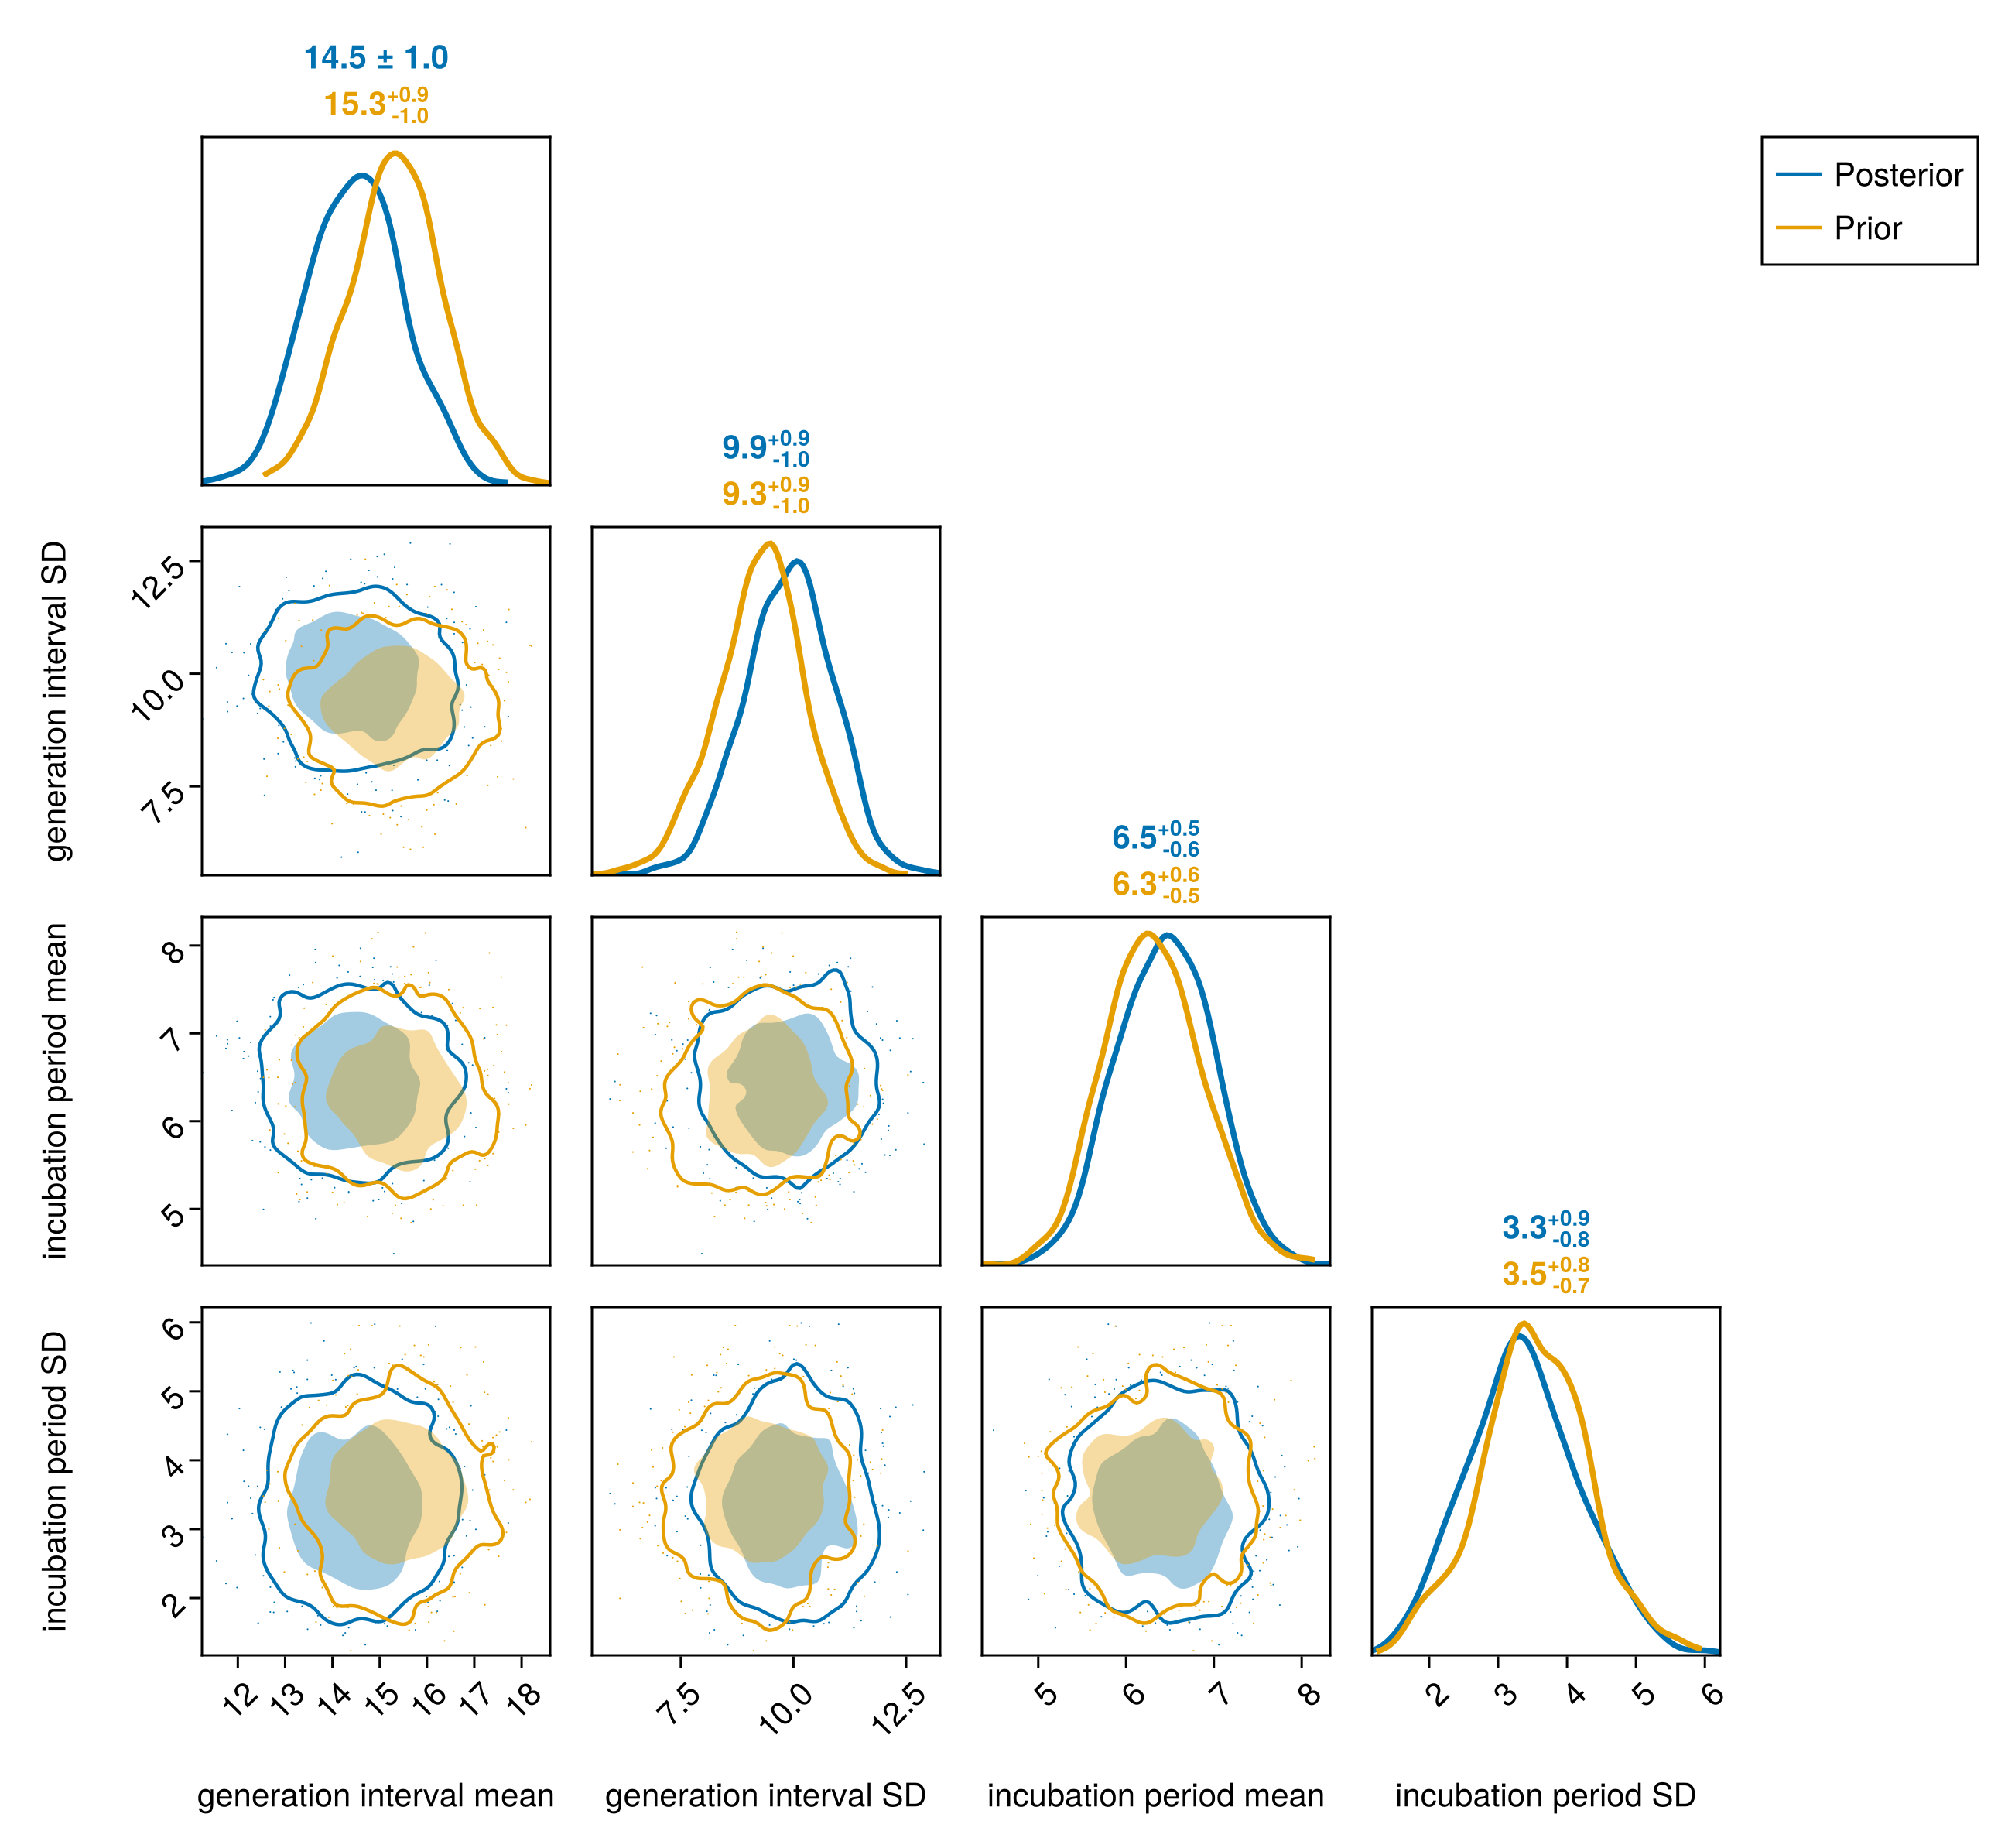 14.5 ± 1.0
15.3+0.9-1.0
Posterior
Prior
9.9+0.9-1.0
9.3+0.9-1.0
generation interval SD
12.5
10.0
7.5
6.5+0.5-0.6
6.3+0.6-0.5
incubation period mean
8
7
6
5
3.3+0.9-0.8
3.5+0.8-0.7
incubation period SD
6
5
4
3
2
12 13 14 15 16 17 18
7.5 10.0 12.5
5 6 7 8
2 3 4 5 6
generation interval mean
generation interval SD
incubation period mean
incubation period SD